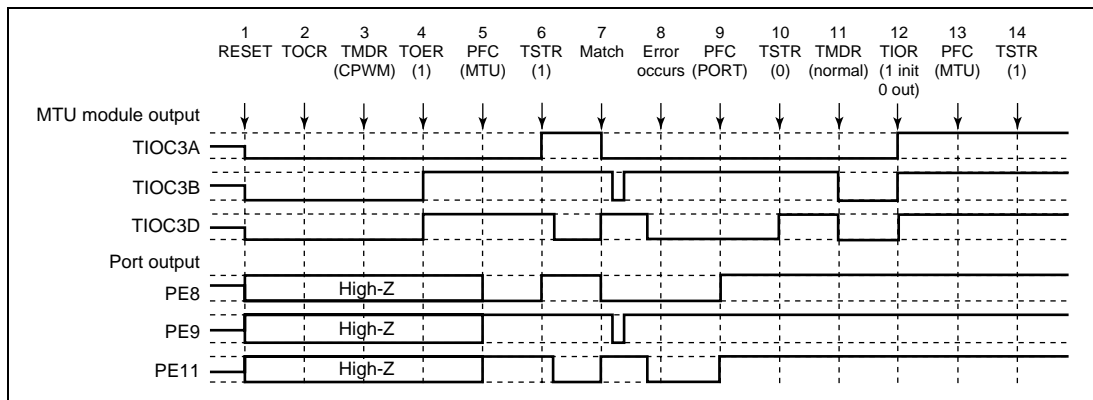 1 2 3 4 5 6 7 8 9 10 11 12 13 14
RESET TOCR TMDR TOER PFC TSTR Match Error PFC TSTR TMDR TIOR PFC TSTR
(CPWM) (1) (MTU) (1) occurs (PORT) (0) (normal) (1 init (MTU) (1)
0 out)
MTU module output
TIOC3A
TIOC3B
TIOC3D
Port output
PE8 High-Z
PE9 High-Z
PE11 High-Z